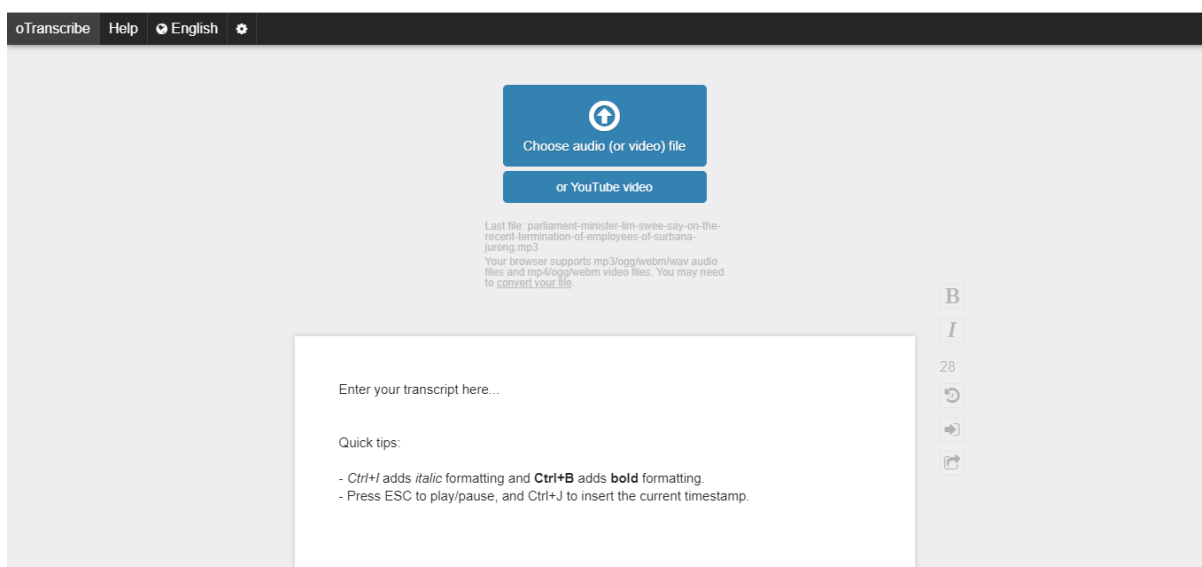 oTranscribe Help English
Choose audio (or video) file
or YouTube video
Last file: parliament-minister-lim-swee-say-on-the-
recent-termination-of-employees-of-surbana-
jurong.mp3
Your browser supports mp3/ogg/webm/wav audio
files and mp4/ogg/webm video files. You may need
to convert your file.
B
I
28
Enter your transcript here...
Quick tips:
- Ctrl+I adds italic formatting and Ctrl+B adds bold formatting.
- Press ESC to play/pause, and Ctrl+J to insert the current timestamp.